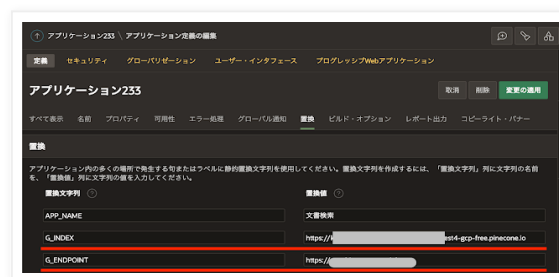 アプリケーション233 \ アプリケーション定義の編集
定義 セキュリティ グローバリゼーション ユーザー・インタフェース プログレッシブWebアプリケーション
アプリケーション233 取消 削除 変更の適用
すべて表示 名前 プロパティ 可用性 エラー処理 グローバル通知 置換 ビルド・オプション レポート出力 コピーライト・バナー
置換
アプリケーション内の多くの場所で発生する句またはラベルに静的置換文字列を使用してください。置換文字列を作成するには、「置換文字列」列に文字列の名前
を、「置換値」列に文字列の値を入力してください。
置換文字列 置換値
APP_NAME 文書検索
G_INDEX https:// est4-gcp-free.pinecone.io
G_ENDPOINT https://